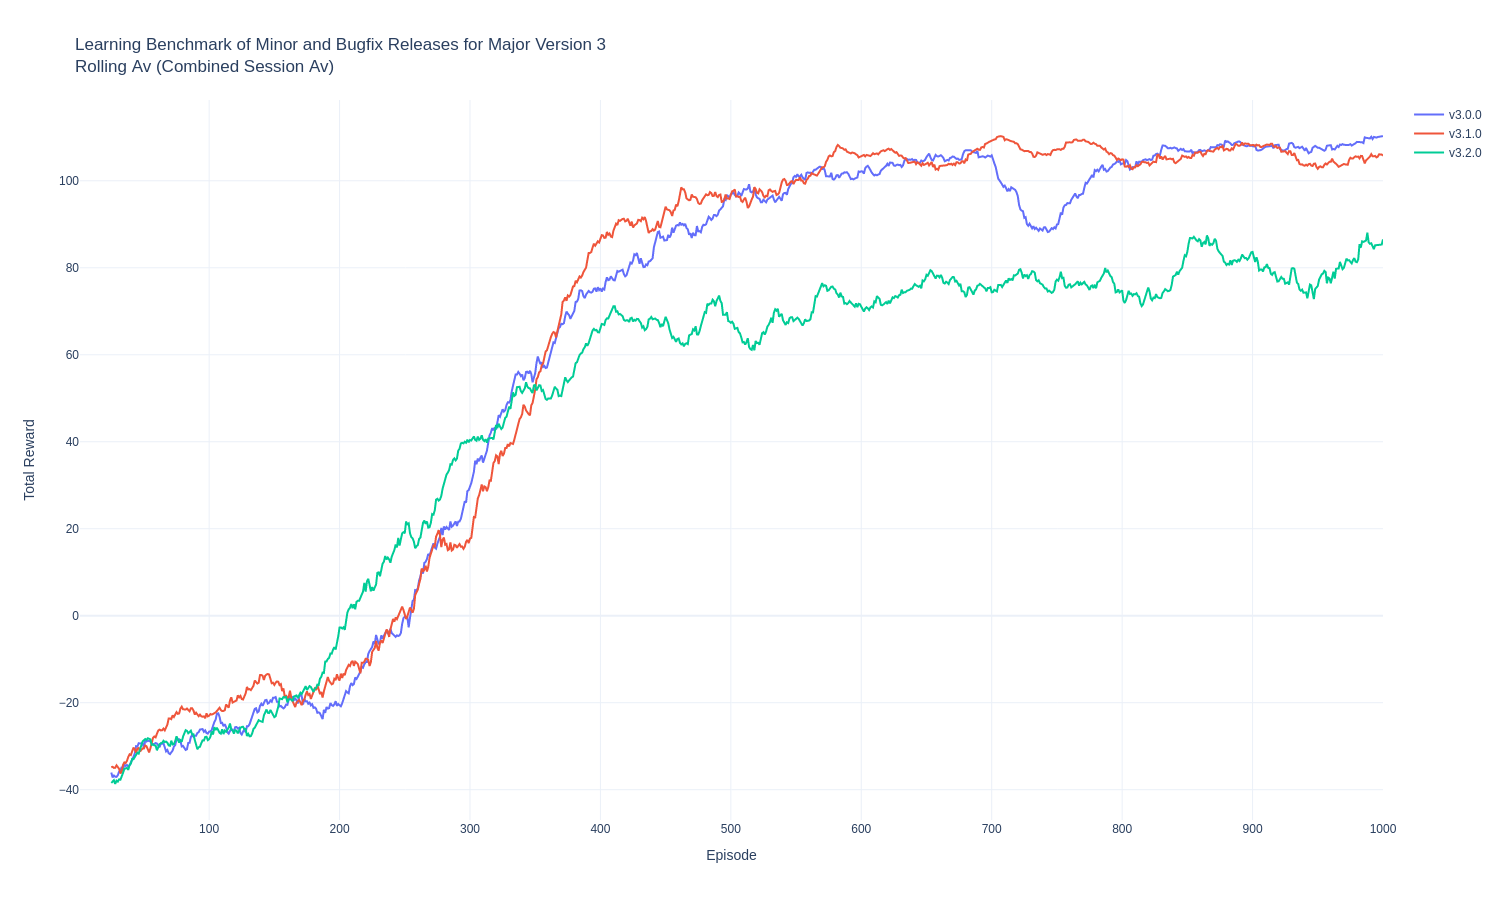 Learning Benchmark of Minor and Bugfix Releases for Major Version 3
Rolling Av (Combined Session Av)
v3.0.0
v3.1.0
v3.2.0
Total Reward
100
80
60
40
20
0
−20
−40
100
200
300
400
500
600
700
800
900
1000
Episode